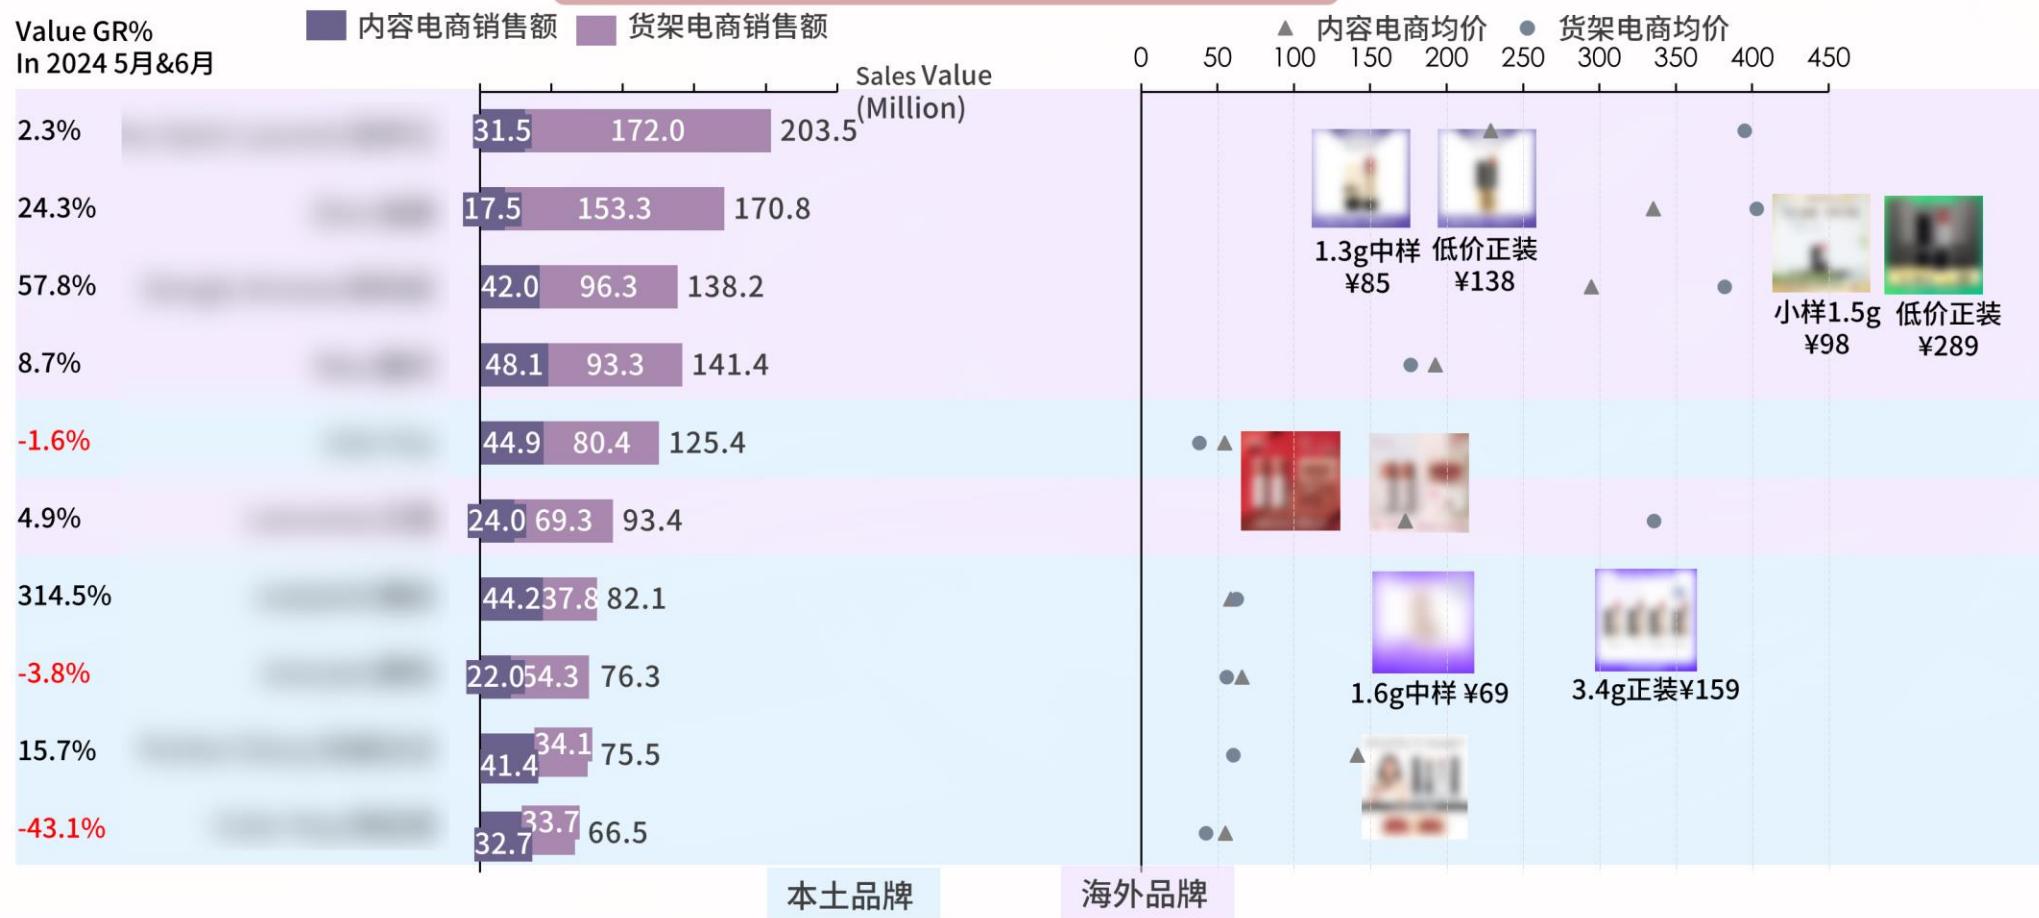 Value GR%
In 2024 5月&6月
内容电商销售额
货架电商销售额
Sales Value
(Million)
内容电商均价
货架电商均价
0 50 100 150 200 250 300 350 400 450
2.3% 31.5 172.0 203.5
24.3% 17.5 153.3 170.8
1.3g中样
¥85
低价正装
¥138
57.8% 42.0 96.3 138.2
小样1.5g
¥98
低价正装
¥289
8.7% 48.1 93.3 141.4
-1.6% 44.9 80.4 125.4
4.9% 24.0 69.3 93.4
314.5% 44.2 37.8 82.1
-3.8% 22.0 54.3 76.3
1.6g中样 ¥69
3.4g正装¥159
15.7% 41.4 34.1 75.5
-43.1% 32.7 33.7 66.5
本土品牌
海外品牌